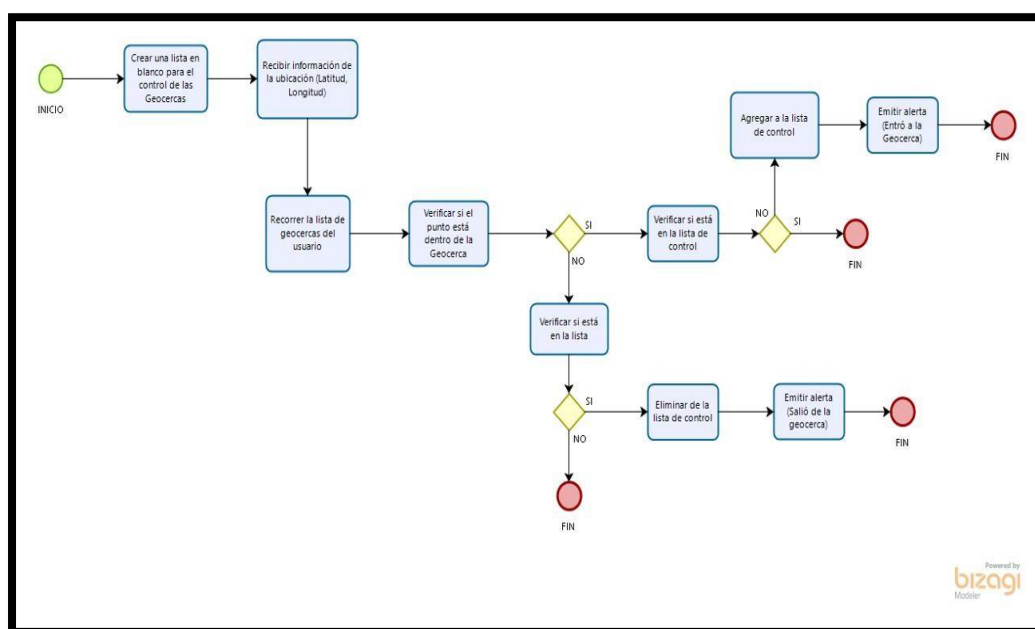 INICIO
Crear una lista en
blanco para el
control de las
Geocercas
Recibir información de
la ubicación (Latitud,
Longitud)
Recorrer la lista de
geocercas del
usuario
Verificar si el
punto está
dentro de la
Geocerca
SI
NO
Verificar si está
en la lista de
control
NO
SI
FIN
Agregar a la lista
de control
Emitir alerta
(Entró a la
Geocerca)
FIN
Verificar si está
en la lista
SI
NO
Eliminar de la
lista de control
Emitir alerta
(Salió de la
geocerca)
FIN
FIN
Powered by
bizagi
Modeler